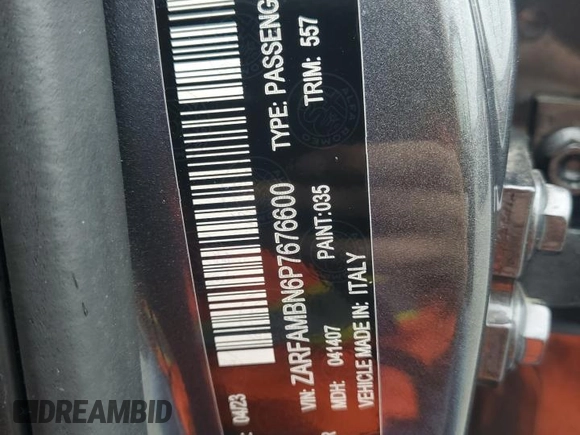 : 04/23
VIN: ZARFAMBN6P7676600 TYPE: PASSENG
R MDH: 041407 PAINT:035 TRIM: 557
VEHICLE MADE IN: ITALY
DREAMBID